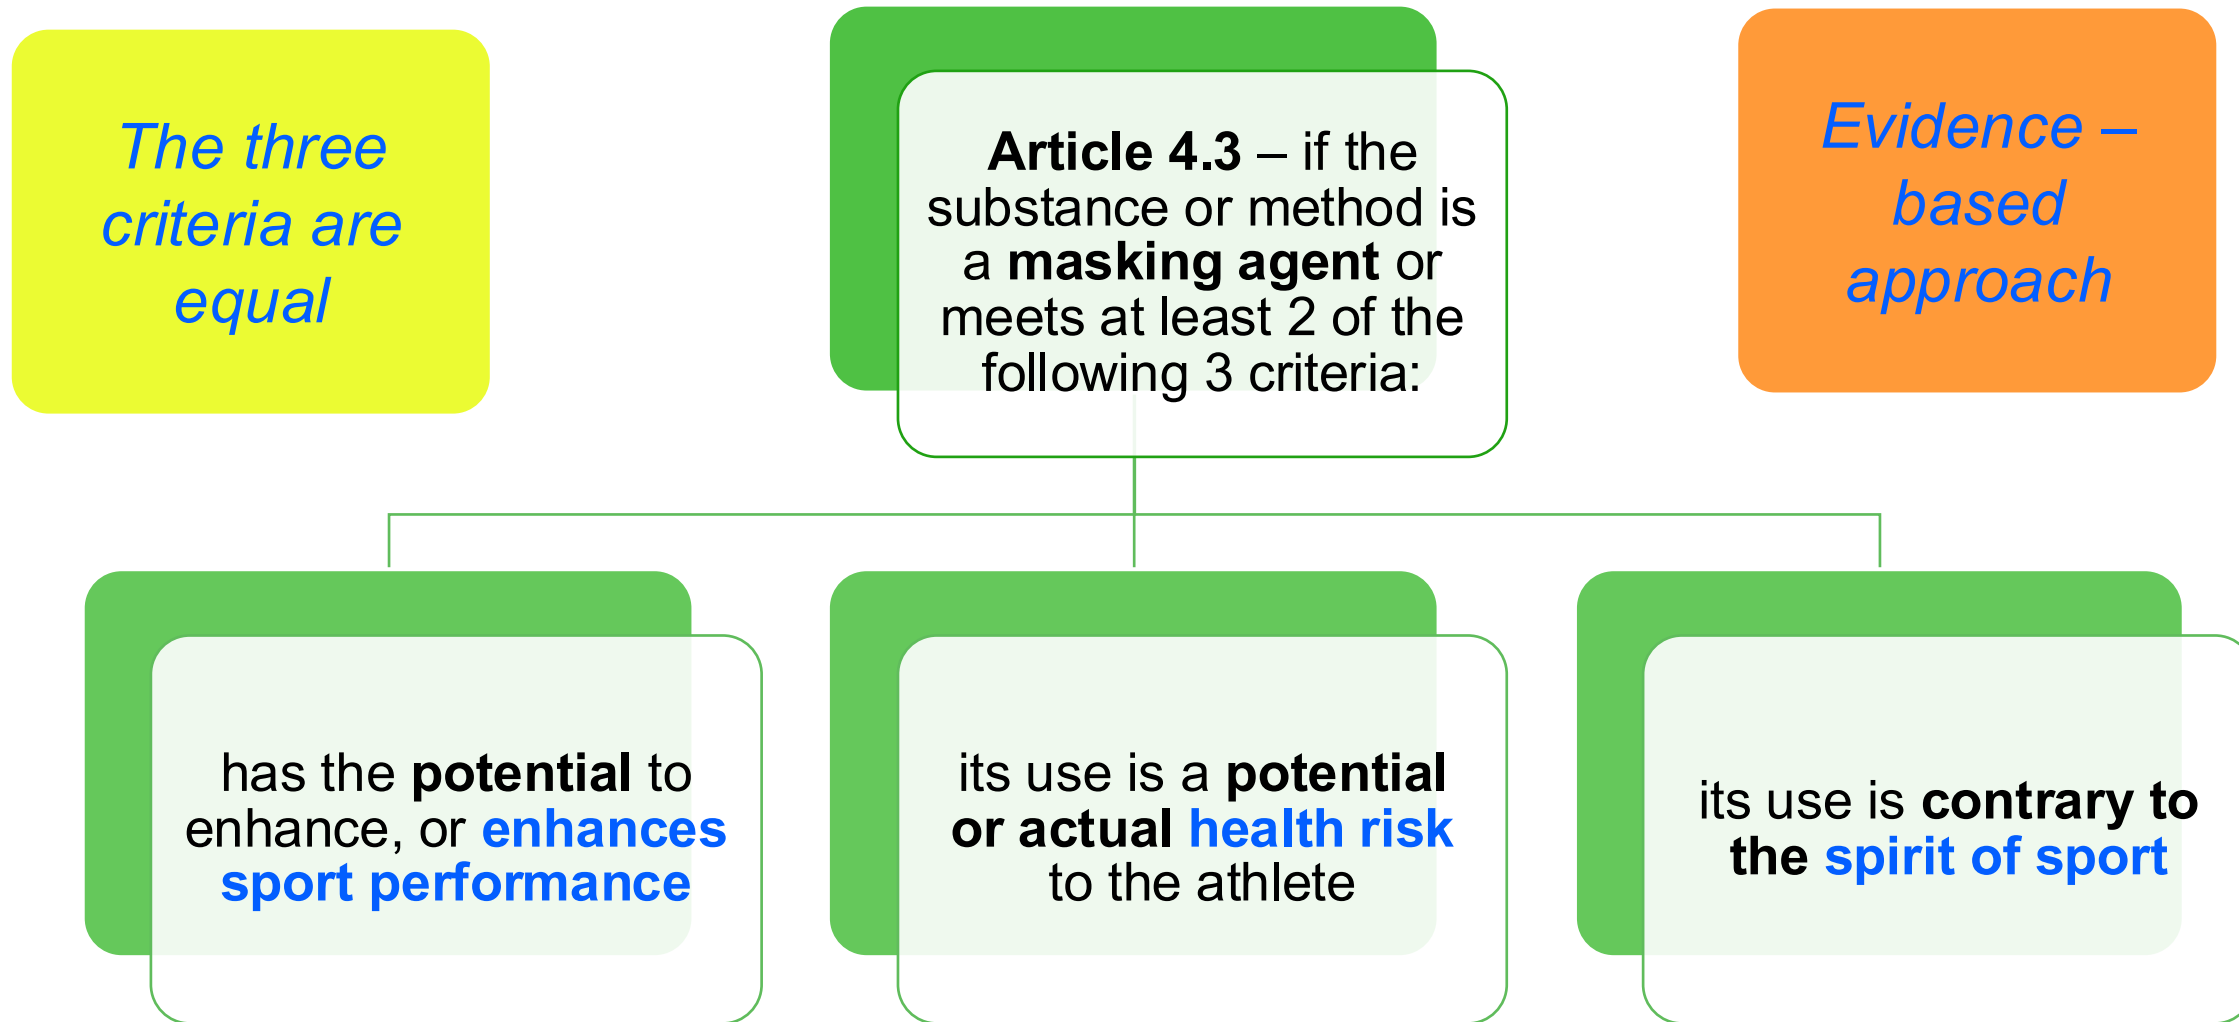 The three
criteria are
equal
Article 4.3 – if the
substance or method is
a masking agent or
meets at least 2 of the
following 3 criteria:
Evidence –
based
approach
has the potential to
enhance, or enhances
sport performance
its use is a potential
or actual health risk
to the athlete
its use is contrary to
the spirit of sport